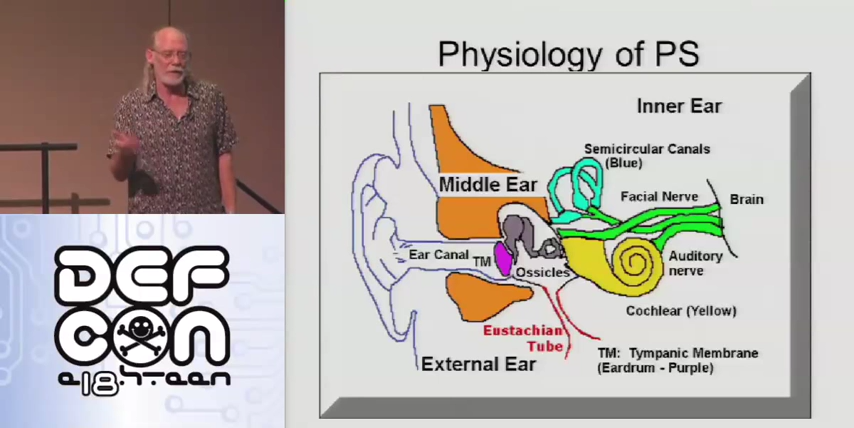 Physiology of PS
Inner Ear
Semicircular Canals
(Blue)
Middle Ear
Facial Nerve
Brain
Ear Canal
TM
Ossicles
Auditory
nerve
Cochlear (Yellow)
Eustachian
Tube
TM: Tympanic Membrane
(Eardrum - Purple)
External Ear
DEF
CON
e18hteen